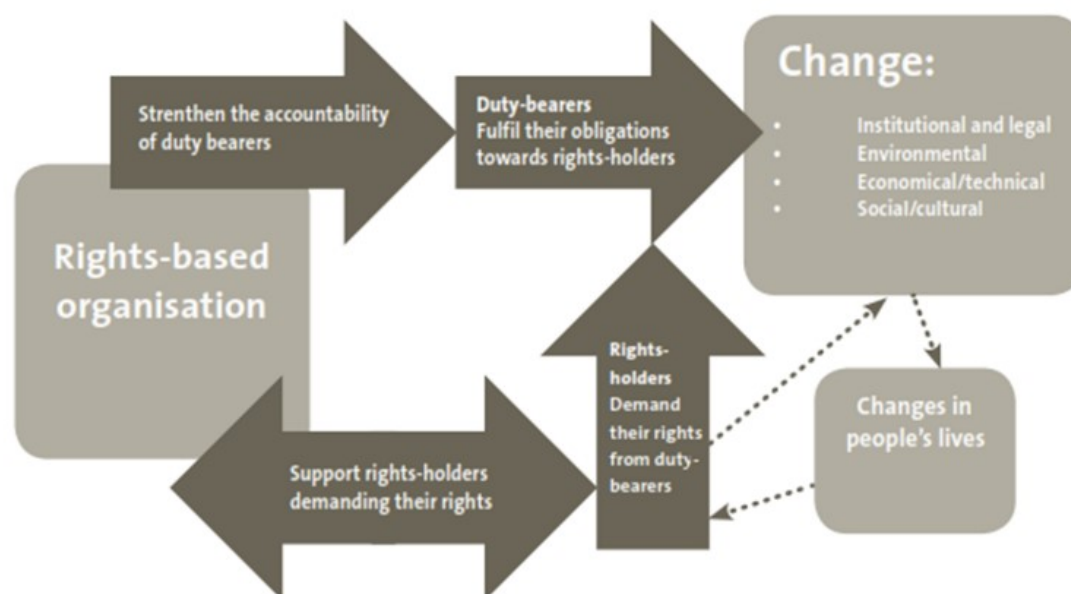 Strenthen the accountability
of duty bearers
Duty-bearers
Fulfil their obligations
towards rights-holders
Change:
• Institutional and legal
• Environmental
• Economical/technical
• Social/cultural
Rights-based
organisation
Support rights-holders
demanding their rights
Rights-
holders
Demand
their rights
from duty-
bearers
Changes in
people's lives